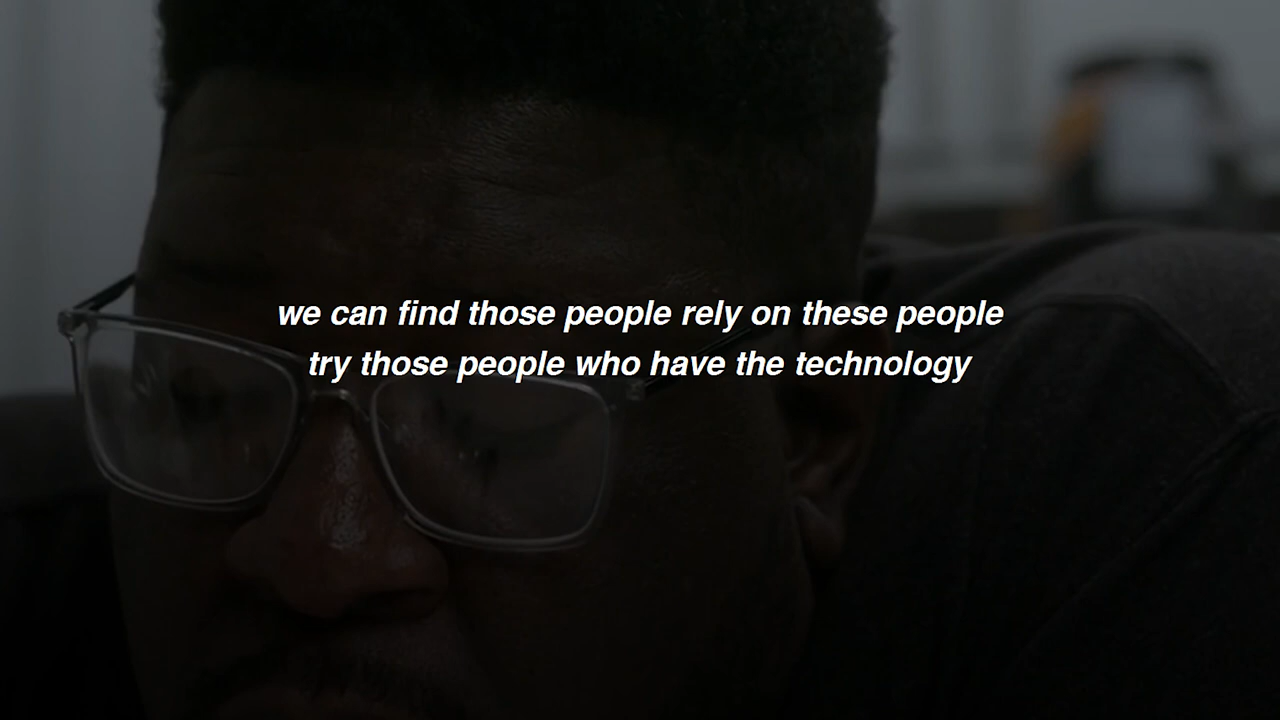 we can find those people rely on these people
try those people who have the technology